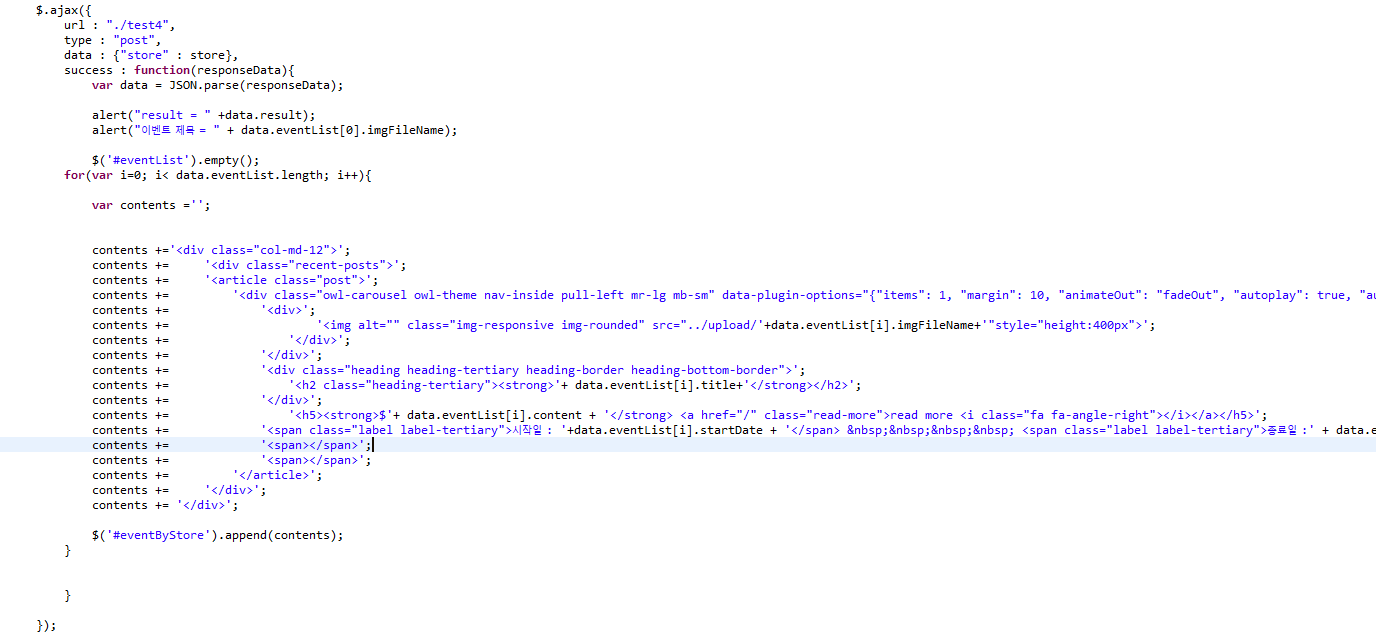 $.ajax({
url : "./test4",
type : "post",
data : {"store" : store},
success : function(responseData){
var data = JSON.parse(responseData);
alert("result = " +data.result);
alert("이벤트 제목 = " + data.eventList[0].imgFileName);
$('#eventList').empty();
for(var i=0; i< data.eventList.length; i++){
var contents ='';
contents +='<div class="col-md-12">';
contents += '<div class="recent-posts">';
contents += '<article class="post">';
contents += '<div class="owl-carousel owl-theme nav-inside pull-left mr-lg mb-sm" data-plugin-options="{"items": 1, "margin": 10, "animateOut": "fadeOut", "autoplay": true,
contents += '<div>';
contents += '<img alt="" class="img-responsive img-rounded" src="../upload/'+data.eventList[i].imgFileName+'"style="height:400px">';
contents += '</div>';
contents += '</div>';
contents += '<div class="heading heading-tertiary heading-border heading-bottom-border">';
contents += '<h2 class="heading-tertiary"><strong>'+ data.eventList[i].title+'</strong></h2>';
contents += '</div>';
contents += '<h5><strong>$'+ data.eventList[i].content + '</strong> <a href="/" class="read-more">read more <i class="fa fa-angle-right"></i></a></h5>';
contents += '<span class="label label-tertiary">시작일 : '+data.eventList[i].startDate + '</span> &nbsp;&nbsp;&nbsp;&nbsp; <span class="label label-tertiary">종료일 :' + data.e
contents += '<span></span>';
contents += '<span></span>';
contents += '</article>';
contents += '</div>';
contents += '</div>';
$('#eventByStore').append(contents);
}
}
});